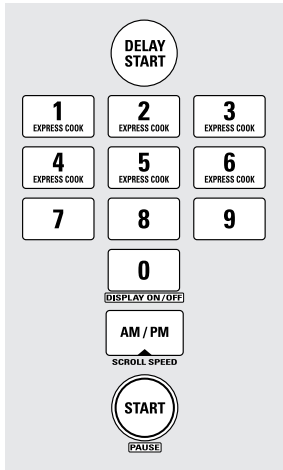 DELAY
START
1 2 3
EXPRESS COOK EXPRESS COOK EXPRESS COOK
4 5 6
EXPRESS COOK EXPRESS COOK EXPRESS COOK
7 8 9
0
DISPLAY ON/OFF
AM / PM
SCROLL SPEED
START
PAUSE